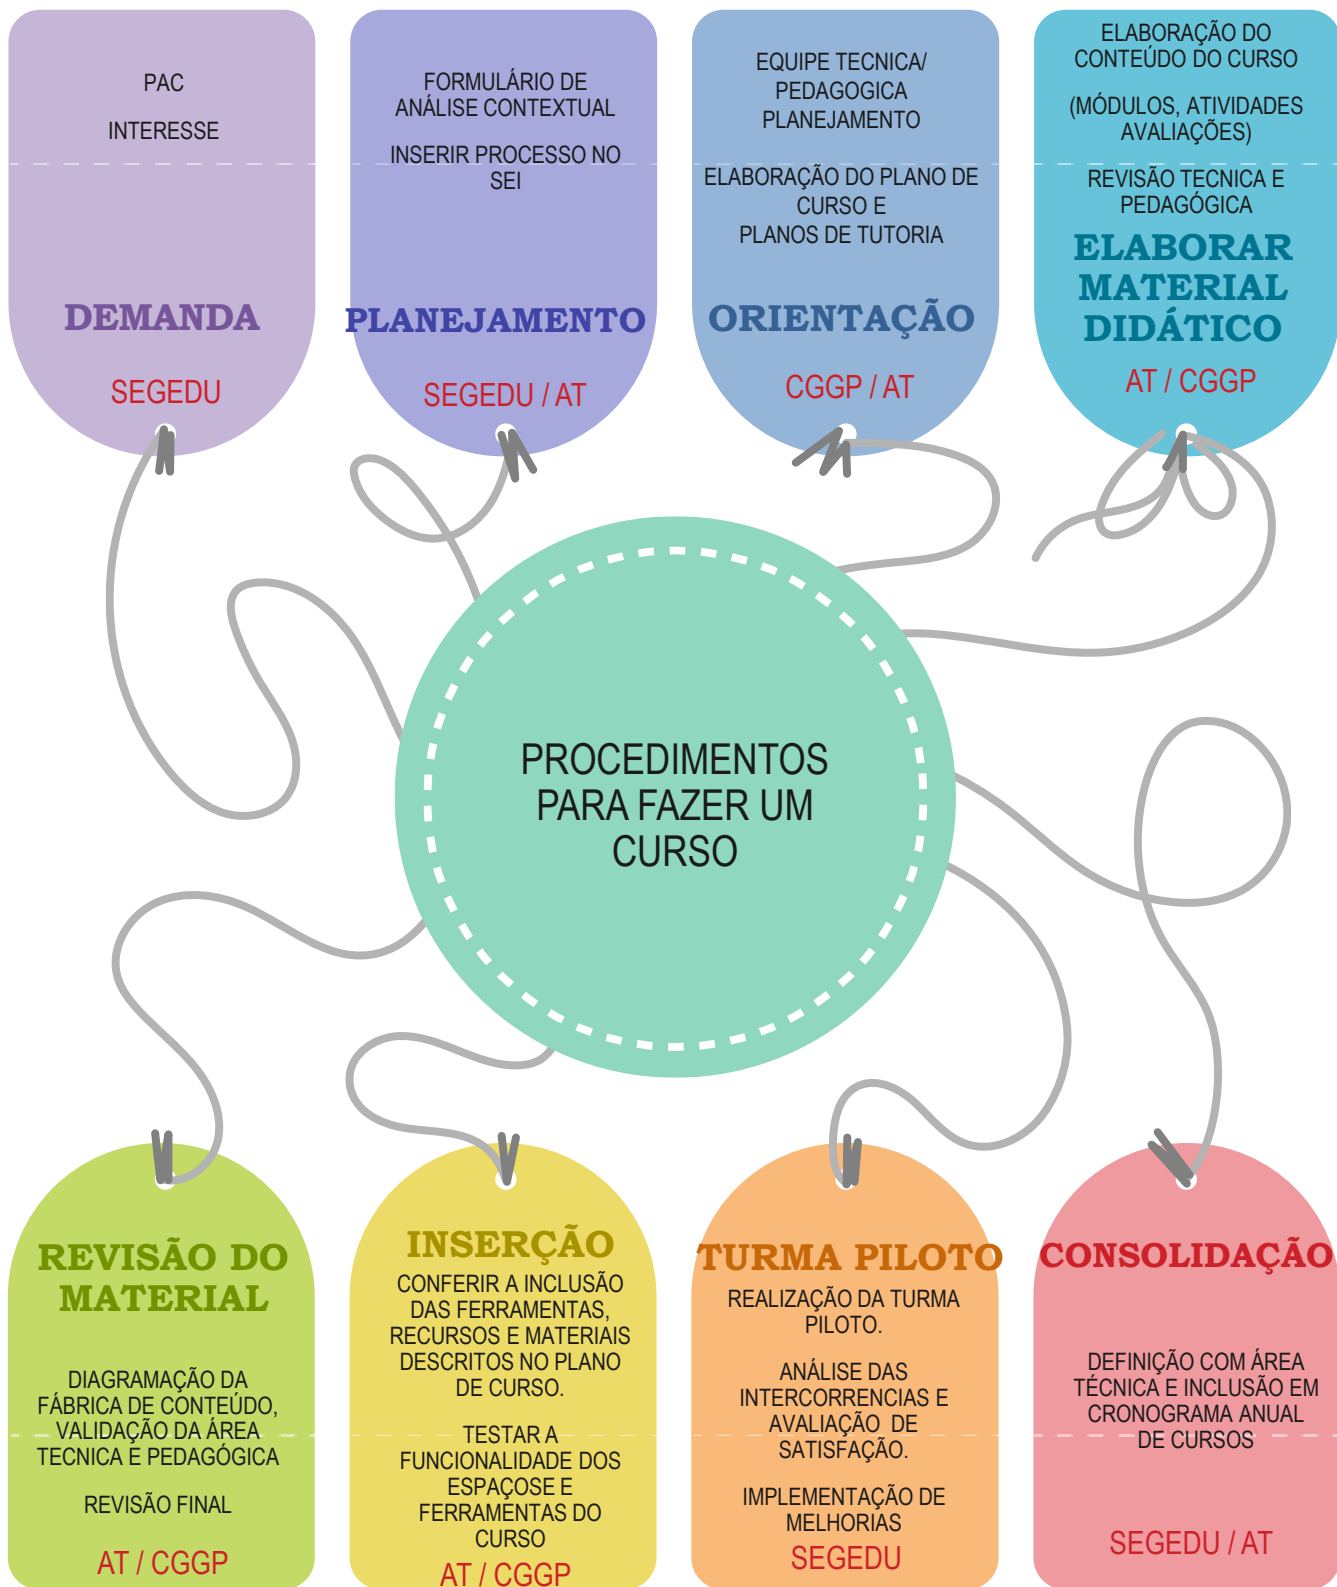 PAC
INTERESSE
DEMANDA
SEGEDU
FORMULÁRIO DE
ANÁLISE CONTEXTUAL
INSERIR PROCESSO NO
SEI
PLANEJAMENTO
SEGEDU / AT
EQUIPE TECNICA/
PEDAGOGICA
PLANEJAMENTO
ELABORAÇÃO DO PLANO DE
CURSO E
PLANOS DE TUTORIA
ORIENTAÇÃO
CGGP / AT
ELABORAÇÃO DO
CONTEÚDO DO CURSO
(MÓDULOS, ATIVIDADES
AVALIAÇÕES)
REVISÃO TECNICA E
PEDAGÓGICA
ELABORAR
MATERIAL
DIDÁTICO
AT / CGGP
PROCEDIMENTOS
PARA FAZER UM
CURSO
REVISÃO DO
MATERIAL
DIAGRAMAÇÃO DA
FÁBRICA DE CONTEÚDO,
VALIDAÇÃO DA ÁREA
TECNICA E PEDAGÓGICA
REVISÃO FINAL
AT / CGGP
INSERÇÃO
CONFERIR A INCLUSÃO
DAS FERRAMENTAS,
RECURSOS E MATERIAIS
DESCRITOS NO PLANO
DE CURSO.
TESTAR A
FUNCIONALIDADE DOS
ESPAÇOSE E
FERRAMENTAS DO
CURSO
AT / CGGP
TURMA PILOTO
REALIZAÇÃO DA TURMA
PILOTO.
ANÁLISE DAS
INTERCORRENCIAS E
AVALIAÇÃO DE
SATISFAÇÃO.
IMPLEMENTAÇÃO DE
MELHORIAS
SEGEDU
CONSOLIDAÇÃO
DEFINIÇÃO COM ÁREA
TÉCNICA E INCLUSÃO EM
CRONOGRAMA ANUAL
DE CURSOS
SEGEDU / AT